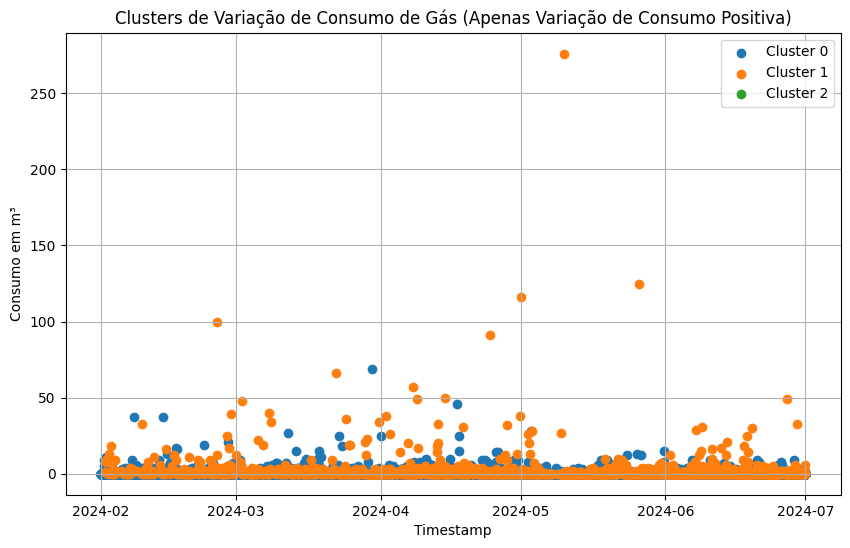 Clusters de Variação de Consumo de Gás (Apenas Variação de Consumo Positiva)
Cluster 0
Cluster 1
Cluster 2
250
200
150
100
50
0
Consumo em m³
2024-02
2024-03
2024-04
2024-05
2024-06
2024-07
Timestamp